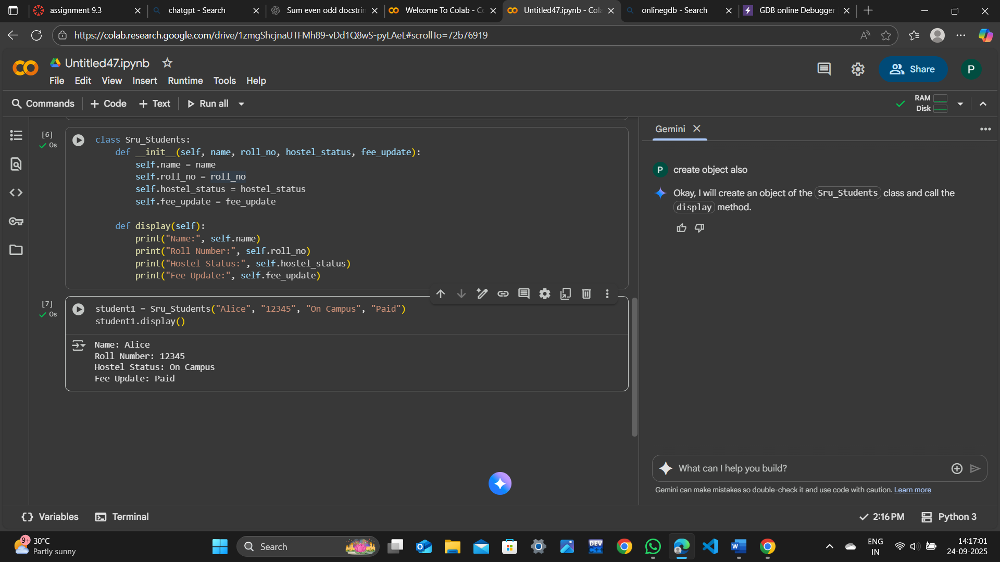 assignment 9.3
chatgpt - Search
Sum even odd docstrin
Welcome To Colab - Co
Untitled47.ipynb - Cola
onlinegdb - Search
GDB online Debugger
https://colab.research.google.com/drive/1zmgShcjnaUTFMh89-vDd1Q8wS-pyLAeL#scrollTo=72b76919
Untitled47.ipynb
File Edit View Insert Runtime Tools Help
Share
P
Commands + Code + Text Run all
RAM
Disk
[6]
0s
class Sru_Students:
    def __init__(self, name, roll_no, hostel_status, fee_update):
        self.name = name
        self.roll_no = roll_no
        self.hostel_status = hostel_status
        self.fee_update = fee_update
    def display(self):
        print("Name:", self.name)
        print("Roll Number:", self.roll_no)
        print("Hostel Status:", self.hostel_status)
        print("Fee Update:", self.fee_update)
[7]
0s
student1 = Sru_Students("Alice", "12345", "On Campus", "Paid")
student1.display()
Name: Alice
Roll Number: 12345
Hostel Status: On Campus
Fee Update: Paid
Gemini
P create object also
Okay, I will create an object of the Sru_Students class and call the
display method.
What can I help you build?
Gemini can make mistakes so double-check it and use code with caution. Learn more
Variables Terminal
2:16 PM Python 3
9+
30°C
Partly sunny
Search
DEV
C++
W
ENG
IN
14:17:01
24-09-2025